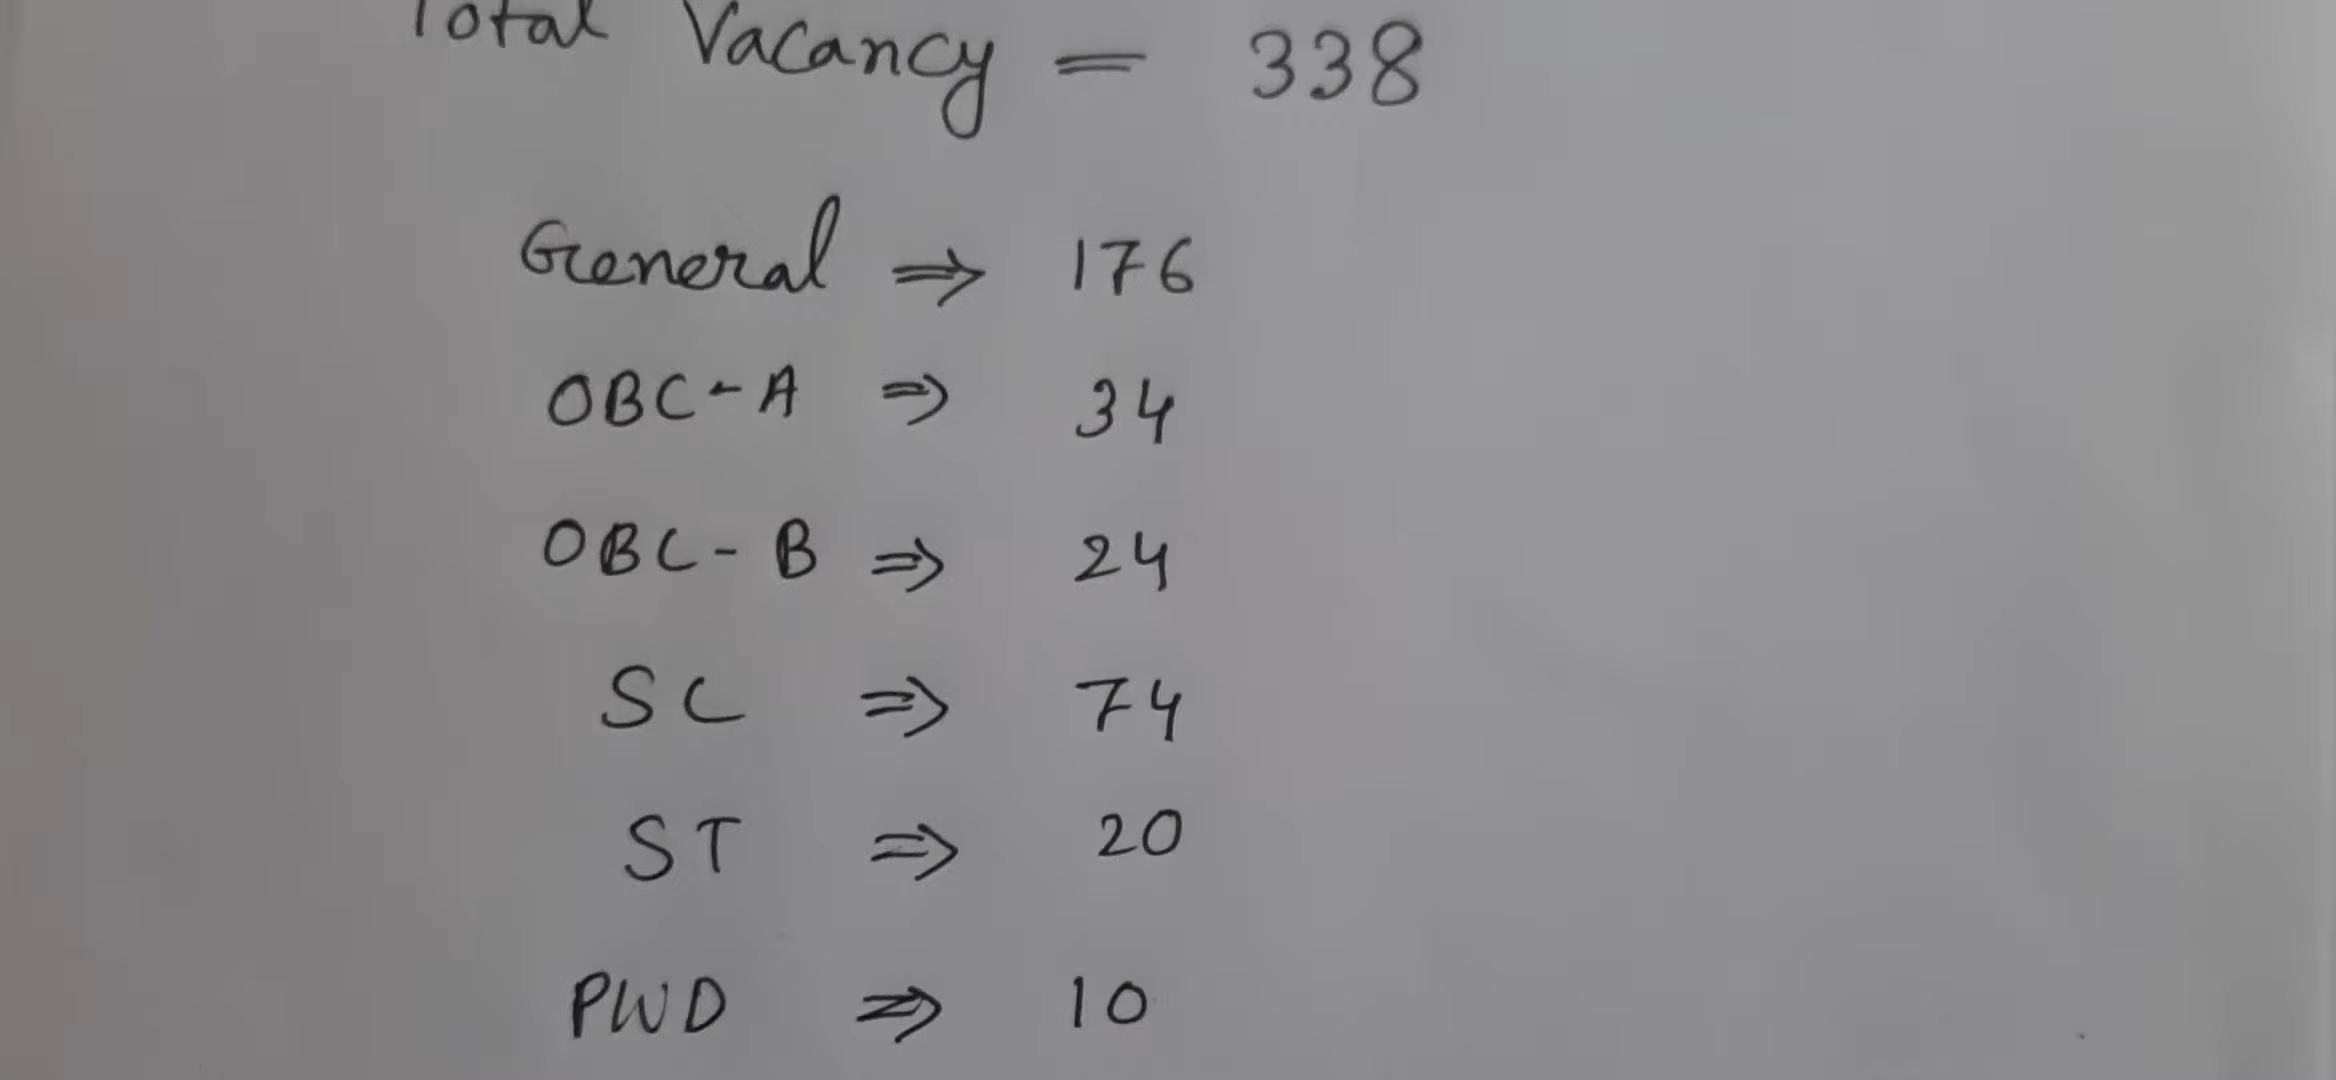 Total Vacancy = 338
General ⇒ 176
OBC-A ⇒ 34
OBC-B ⇒ 24
SC ⇒ 74
ST ⇒ 20
PWD ⇒ 10